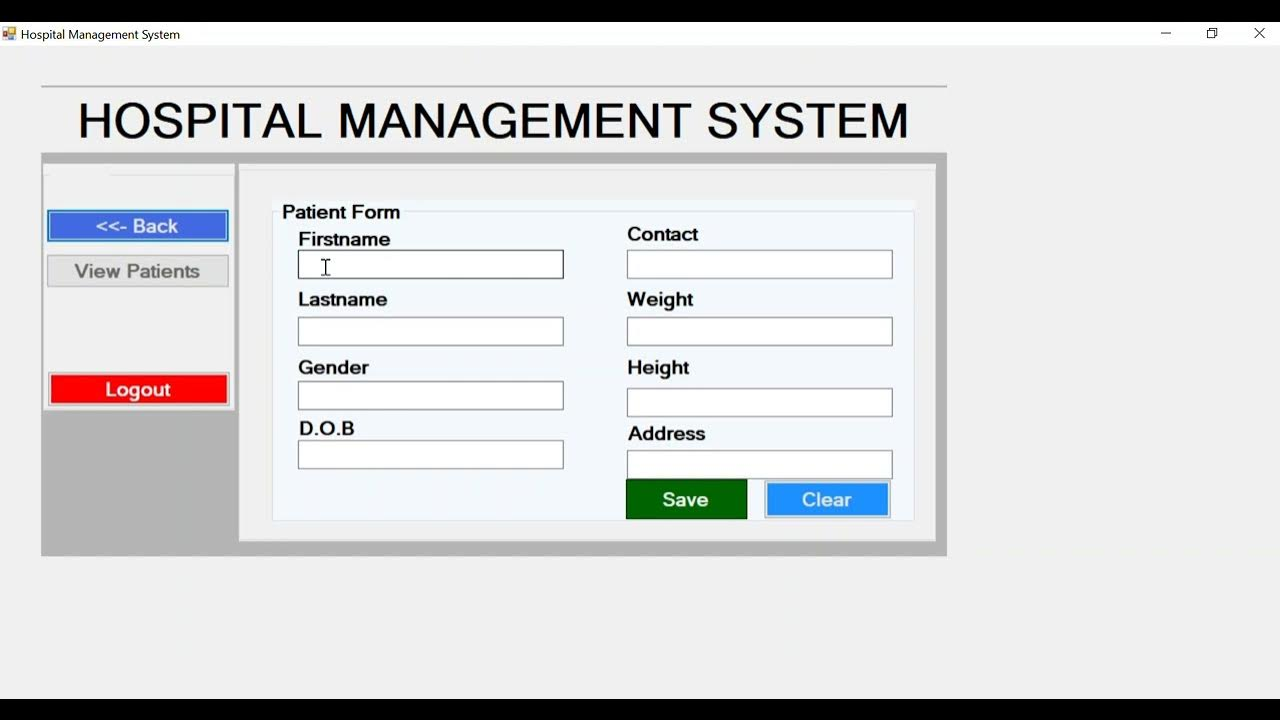 Hospital Management System
HOSPITAL MANAGEMENT SYSTEM
<<- Back
View Patients
Logout
Patient Form
Firstname
Lastname
Gender
D.O.B
Contact
Weight
Height
Address
Save
Clear